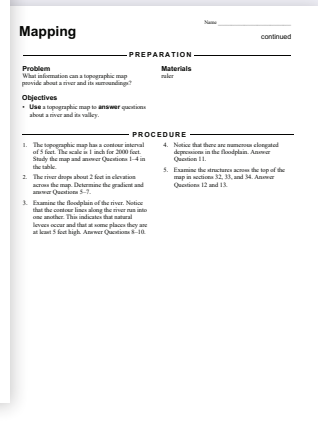 Name
Mapping
continued
PREPARATION
Problem
What information can a topographic map
provide about a river and its surroundings?
Objectives
• Use a topographic map to answer questions
about a river and its valley.
Materials
ruler
PROCEDURE
1. The topographic map has a contour interval
of 5 feet. The scale is 1 inch for 2000 feet.
Study the map and answer Questions 1–4 in
the table.
2. The river drops about 2 feet in elevation
across the map. Determine the gradient and
answer Questions 5–7.
3. Examine the floodplain of the river. Notice
that the contour lines along the river run into
one another. This indicates that natural
levees occur and that at some places they are
at least 5 feet high. Answer Questions 8–10.
4. Notice that there are numerous elongated
depressions in the floodplain. Answer
Question 11.
5. Examine the structures across the top of the
map in sections 32, 33, and 34. Answer
Questions 12 and 13.